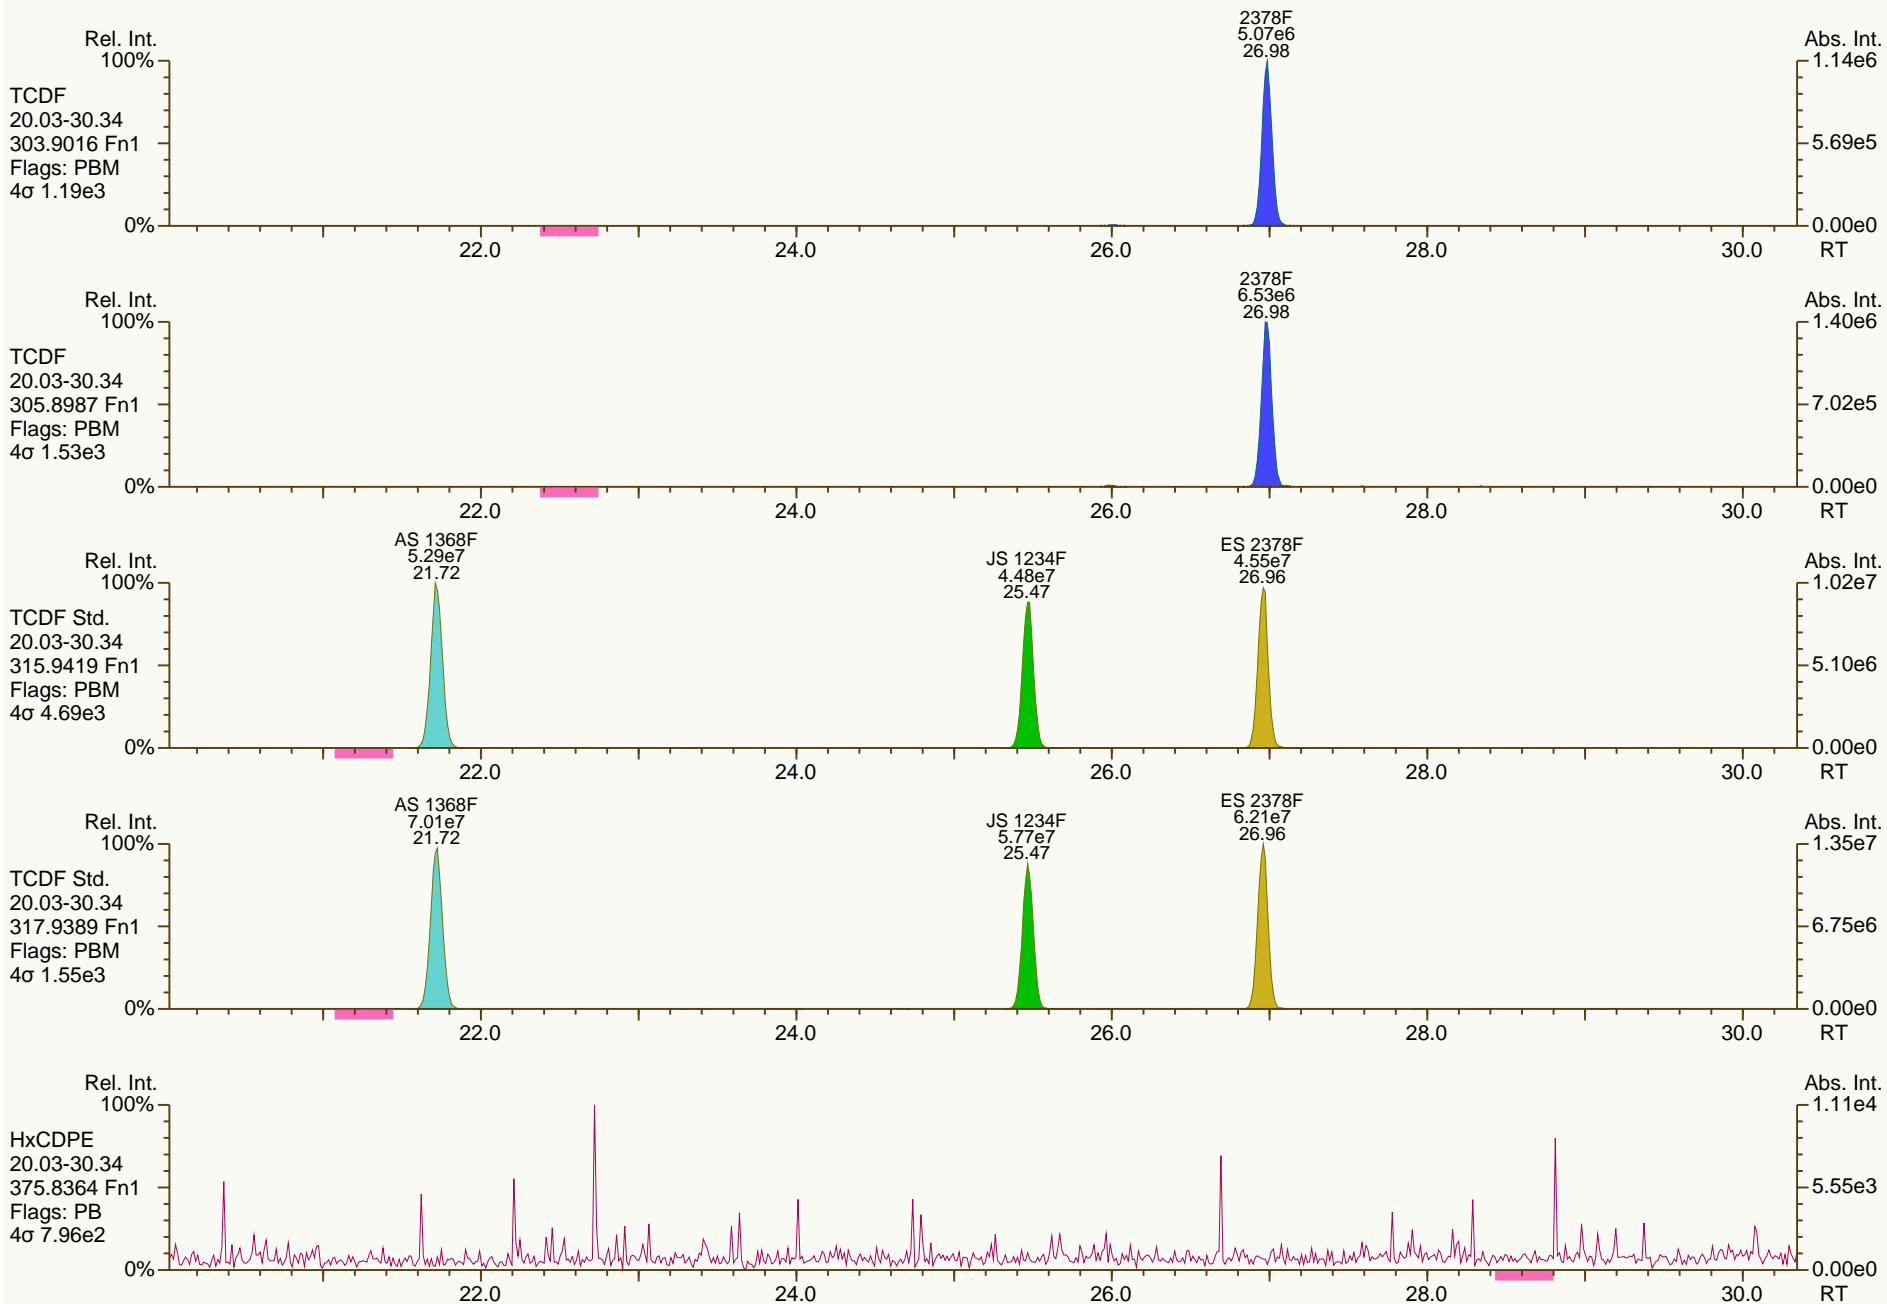 2378F
5.07e6
26.98
Rel. Int.
Abs. Int.
100%
1.14e6
TCDF
20.03-30.34
303.9016 Fn1
Flags: PBM
4σ 1.19e3
5.69e5
0%
0.00e0
22.0
24.0
26.0
28.0
30.0
RT
2378F
6.53e6
26.98
Rel. Int.
Abs. Int.
100%
1.40e6
TCDF
20.03-30.34
305.8987 Fn1
Flags: PBM
4σ 1.53e3
7.02e5
0%
0.00e0
22.0
24.0
26.0
28.0
30.0
RT
AS 1368F
5.29e7
21.72
JS 1234F
4.48e7
25.47
ES 2378F
4.55e7
26.96
Rel. Int.
Abs. Int.
100%
1.02e7
TCDF Std.
20.03-30.34
315.9419 Fn1
Flags: PBM
4σ 4.69e3
5.10e6
0%
0.00e0
22.0
24.0
26.0
28.0
30.0
RT
AS 1368F
7.01e7
21.72
JS 1234F
5.77e7
25.47
ES 2378F
6.21e7
26.96
Rel. Int.
Abs. Int.
100%
1.35e7
TCDF Std.
20.03-30.34
317.9389 Fn1
Flags: PBM
4σ 1.55e3
6.75e6
0%
0.00e0
22.0
24.0
26.0
28.0
30.0
RT
Rel. Int.
Abs. Int.
100%
1.11e4
HxCDPE
20.03-30.34
375.8364 Fn1
Flags: PB
4σ 7.96e2
5.55e3
0%
0.00e0
22.0
24.0
26.0
28.0
30.0
RT